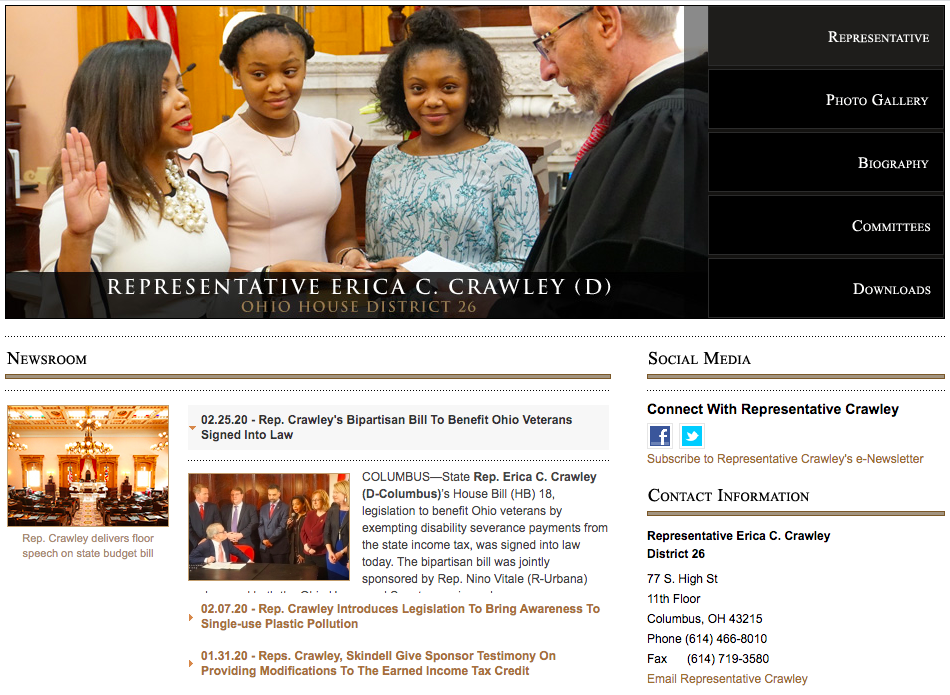 Representative
Photo Gallery
Biography
Committees
Downloads
REPRESENTATIVE ERICA C. CRAWLEY (D)
OHIO HOUSE DISTRICT 26
Newsroom
Rep. Crawley delivers floor
speech on state budget bill
02.25.20 - Rep. Crawley's Bipartisan Bill To Benefit Ohio Veterans
Signed Into Law
COLUMBUS—State Rep. Erica C. Crawley
(D-Columbus)'s House Bill (HB) 18,
legislation to benefit Ohio veterans by
exempting disability severance payments from
the state income tax, was signed into law
today. The bipartisan bill was jointly
sponsored by Rep. Nino Vitale (R-Urbana)
02.07.20 - Rep. Crawley Introduces Legislation To Bring Awareness To
Single-use Plastic Pollution
01.31.20 - Reps. Crawley, Skindell Give Sponsor Testimony On
Providing Modifications To The Earned Income Tax Credit
Social Media
Connect With Representative Crawley
Subscribe to Representative Crawley's e-Newsletter
Contact Information
Representative Erica C. Crawley
District 26
77 S. High St
11th Floor
Columbus, OH 43215
Phone (614) 466-8010
Fax (614) 719-3580
Email Representative Crawley